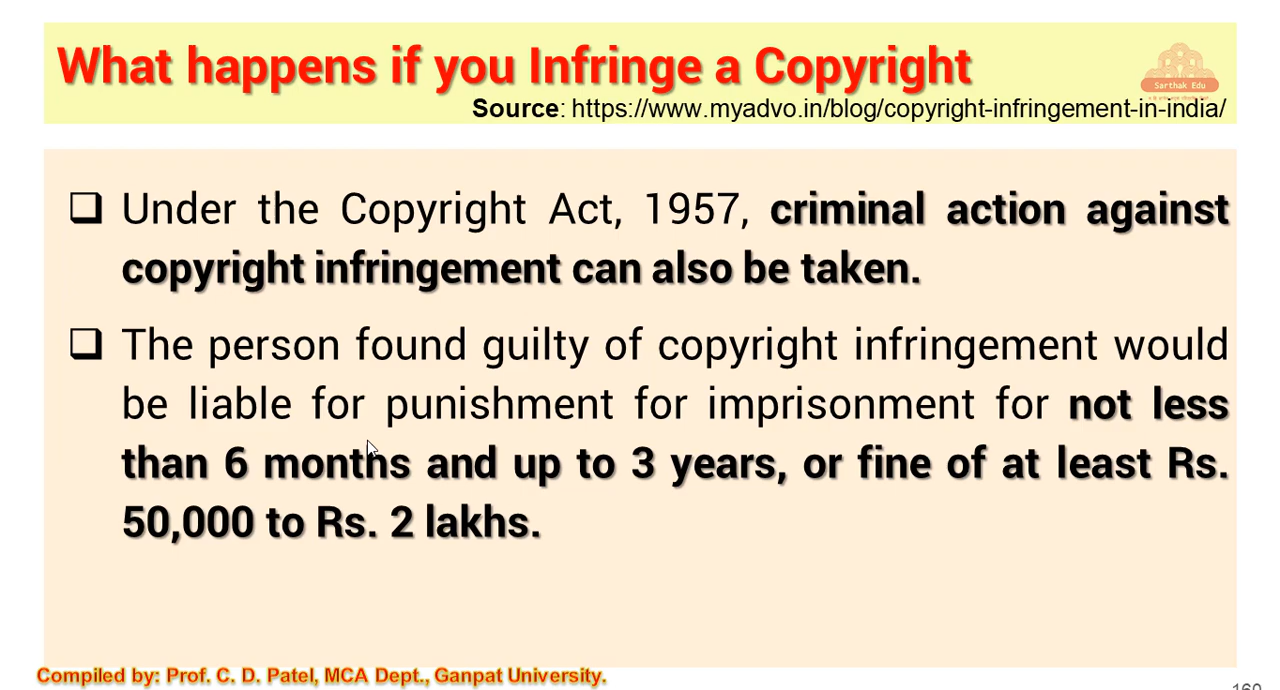 What happens if you Infringe a Copyright
Sarthak Edu
Source: https://www.myadvo.in/blog/copyright-infringement-in-india/
❑ Under the Copyright Act, 1957, criminal action against
copyright infringement can also be taken.
❑ The person found guilty of copyright infringement would
be liable for punishment for imprisonment for not less
than 6 months and up to 3 years, or fine of at least Rs.
50,000 to Rs. 2 lakhs.
Compiled by: Prof. C. D. Patel, MCA Dept., Ganpat University.